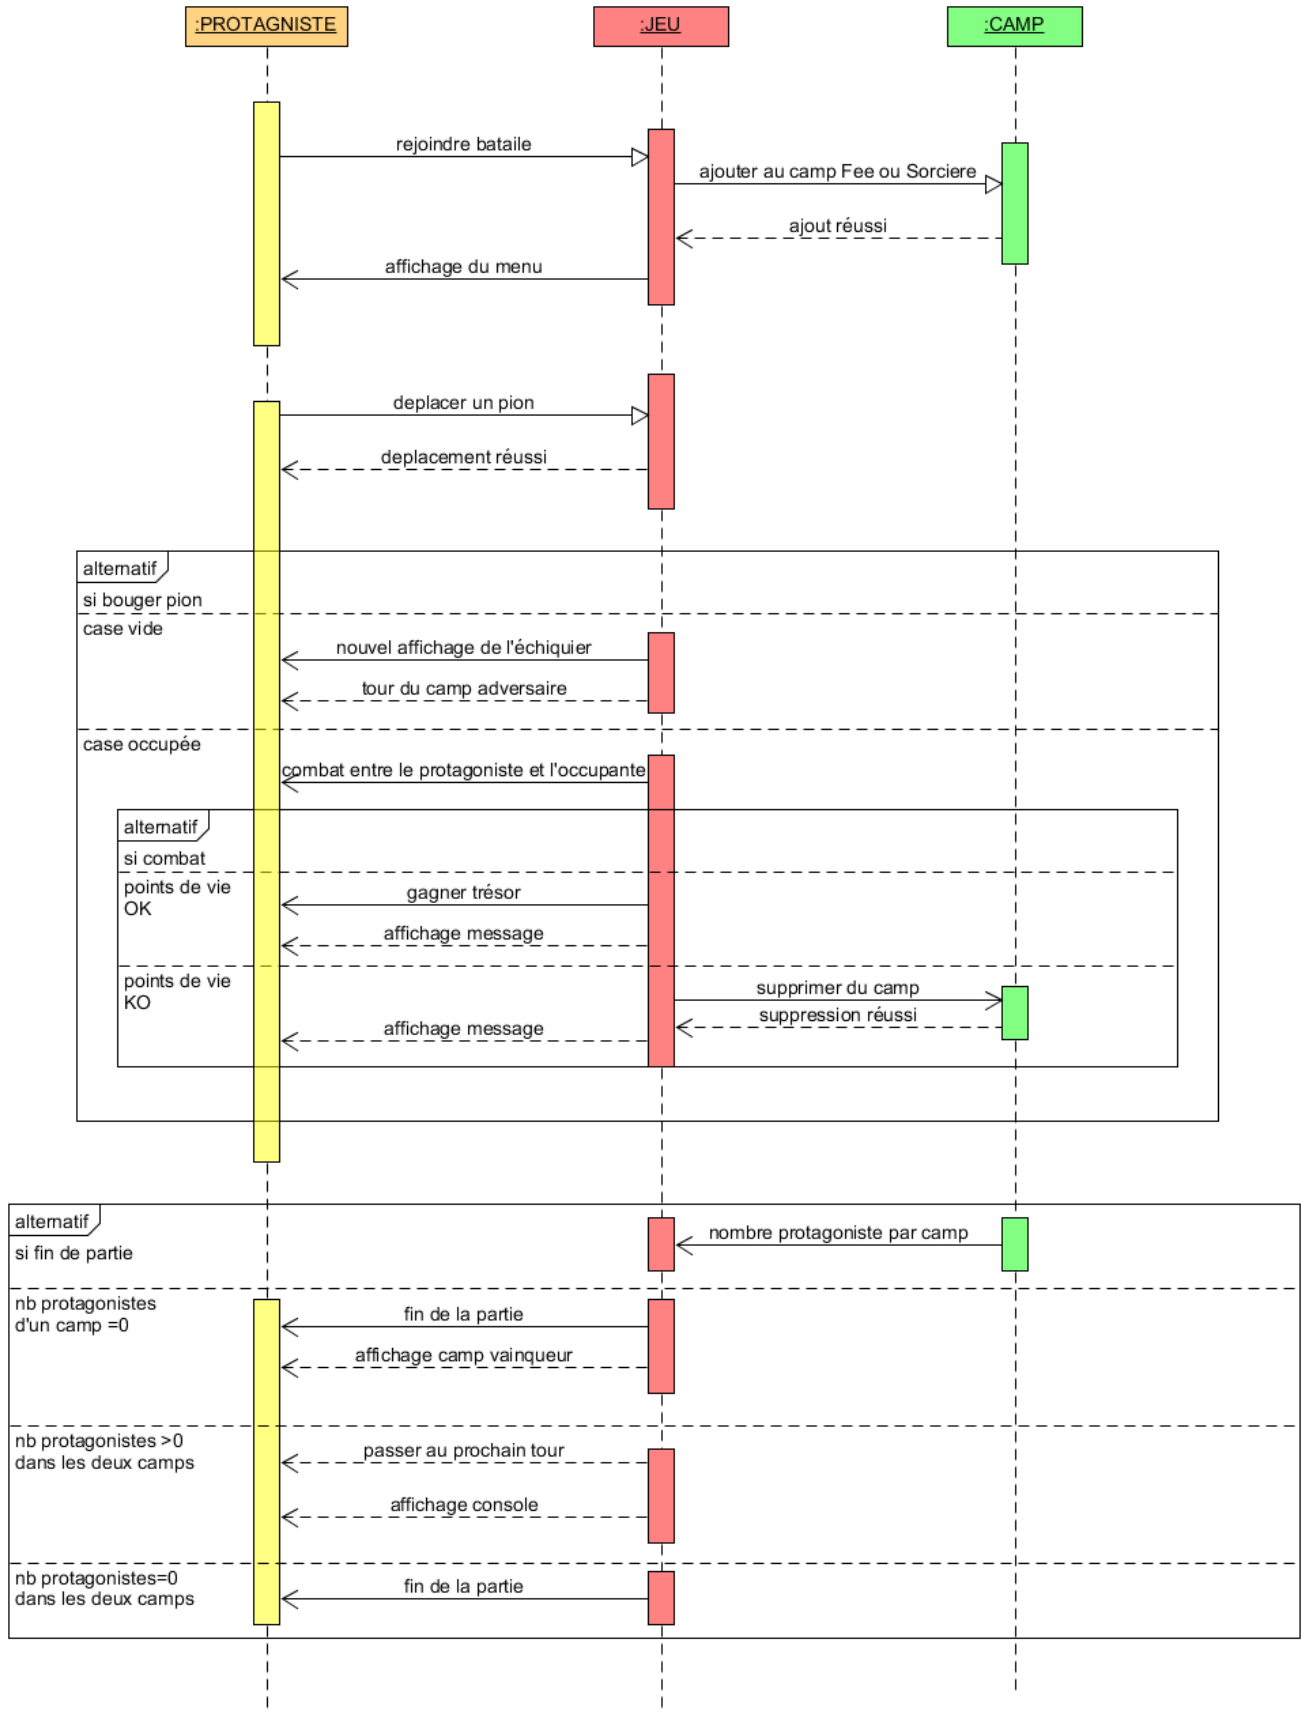 :PROTAGNISTE
:JEU
:CAMP
rejoindre bataile
ajouter au camp Fee ou Sorciere
ajout réussi
affichage du menu
deplacer un pion
deplacement réussi
alternatif
si bouger pion
case vide
nouvel affichage de l'échiquier
tour du camp adversaire
case occupée
combat entre le protagoniste et l'occupante
alternatif
si combat
points de vie
OK
gagner trésor
affichage message
points de vie
KO
supprimer du camp
suppression réussi
affichage message
alternatif
si fin de partie
nombre protagoniste par camp
nb protagonistes
d'un camp =0
fin de la partie
affichage camp vainqueur
nb protagonistes >0
dans les deux camps
passer au prochain tour
affichage console
nb protagonistes=0
dans les deux camps
fin de la partie